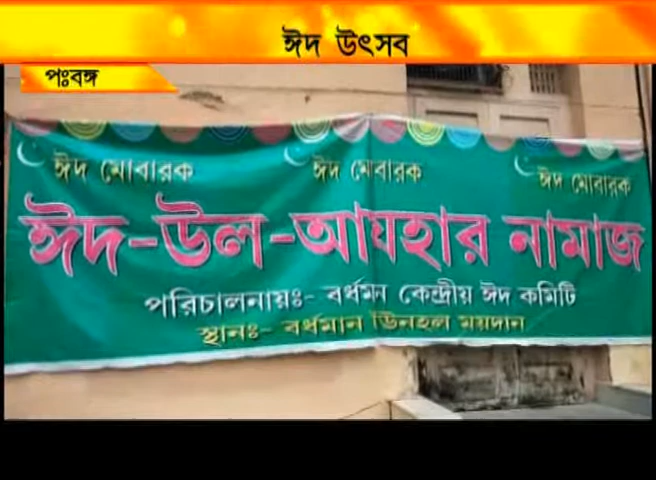 ঈদ উৎসব
পঃবঙ্গ
ঈদ মোবারক ঈদ মোবারক ঈদ মোবারক
ঈদ-উল-আযহার নামাজ
পরিচালনায়ঃ- বর্ধমন কেন্দ্রীয় ঈদ কমিটি
স্থানঃ- বর্ধমান টাউনহল ময়দান